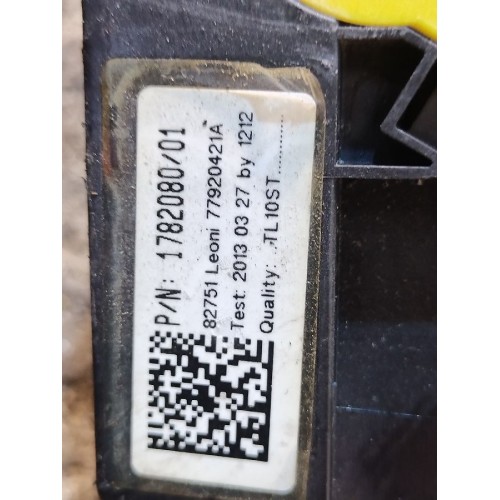 P/N: 1782080/01
82751 Leoni 77920421A
Test: 2013 03 27 by 1212
Quality: ..TL10ST..............